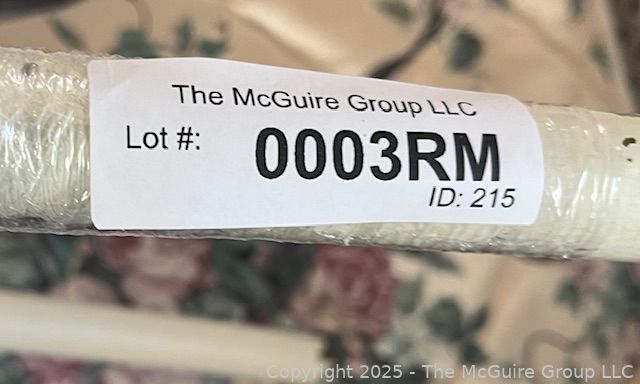 The McGuire Group LLC
Lot #: 0003RM
ID: 215
Copyright 2025 - The McGuire Group LLC